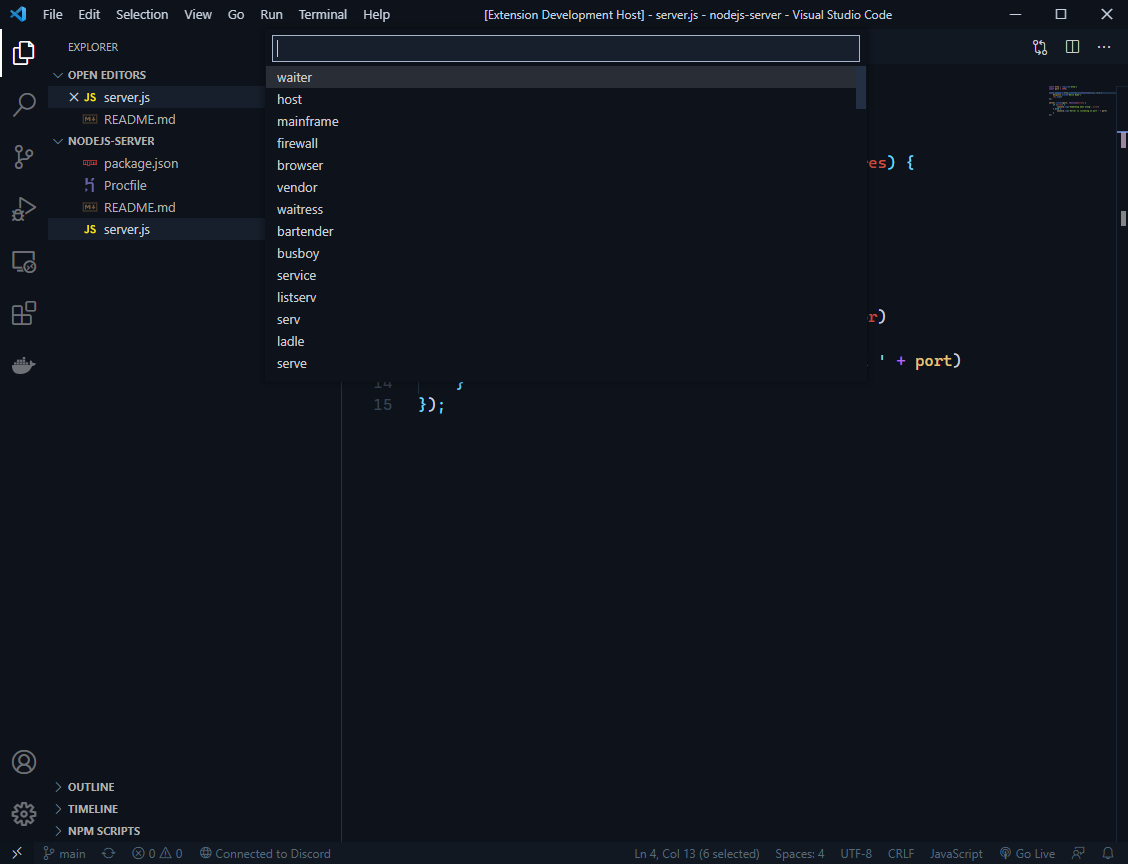 File Edit Selection View Go Run Terminal Help [Extension Development Host] - server.js - nodejs-server - Visual Studio Code
EXPLORER
OPEN EDITORS
JS server.js
README.md
NODEJS-SERVER
package.json
Procfile
README.md
JS server.js
waiter
host
mainframe
firewall
browser
vendor
waitress
bartender
busboy
service
listserv
serv
ladle
serve
es) {
r)
' + port)
14 }
15 });
OUTLINE
TIMELINE
NPM SCRIPTS
main 0 0 Connected to Discord Ln 4, Col 13 (6 selected) Spaces: 4 UTF-8 CRLF JavaScript Go Live